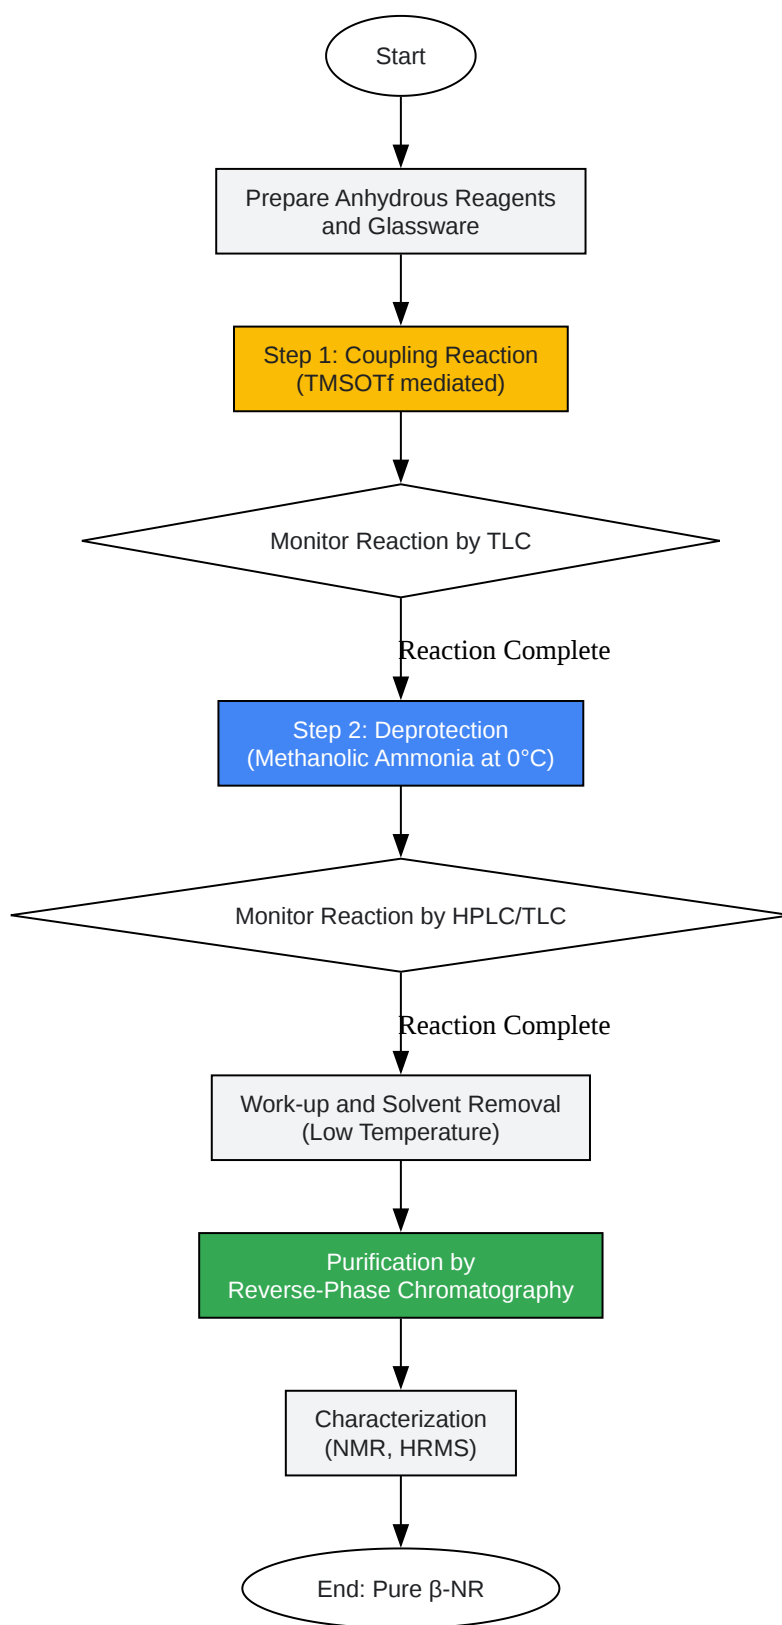 Start
Prepare Anhydrous Reagents
and Glassware
Step 1: Coupling Reaction
(TMSOTf mediated)
Monitor Reaction by TLC
Reaction Complete
Step 2: Deprotection
(Methanolic Ammonia at 0°C)
Monitor Reaction by HPLC/TLC
Reaction Complete
Work-up and Solvent Removal
(Low Temperature)
Purification by
Reverse-Phase Chromatography
Characterization
(NMR, HRMS)
End: Pure β-NR